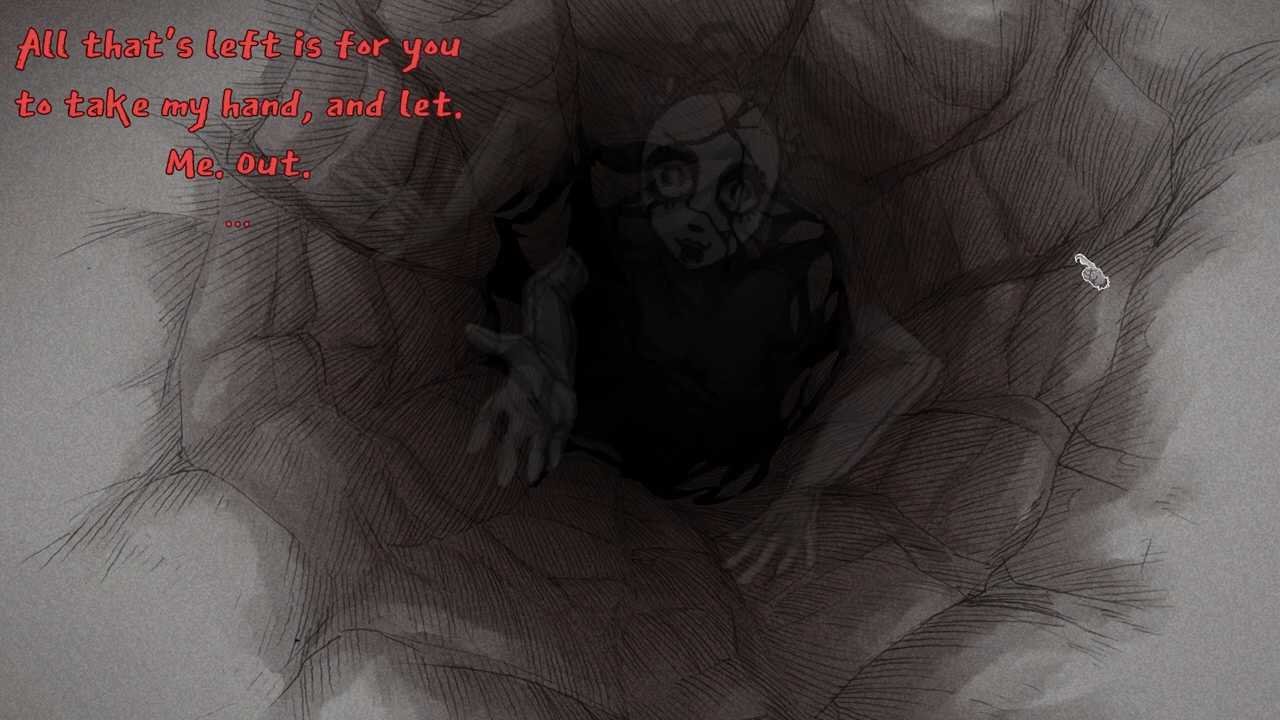 All that's left is for you
to take my hand, and let.
Me. Out.
...